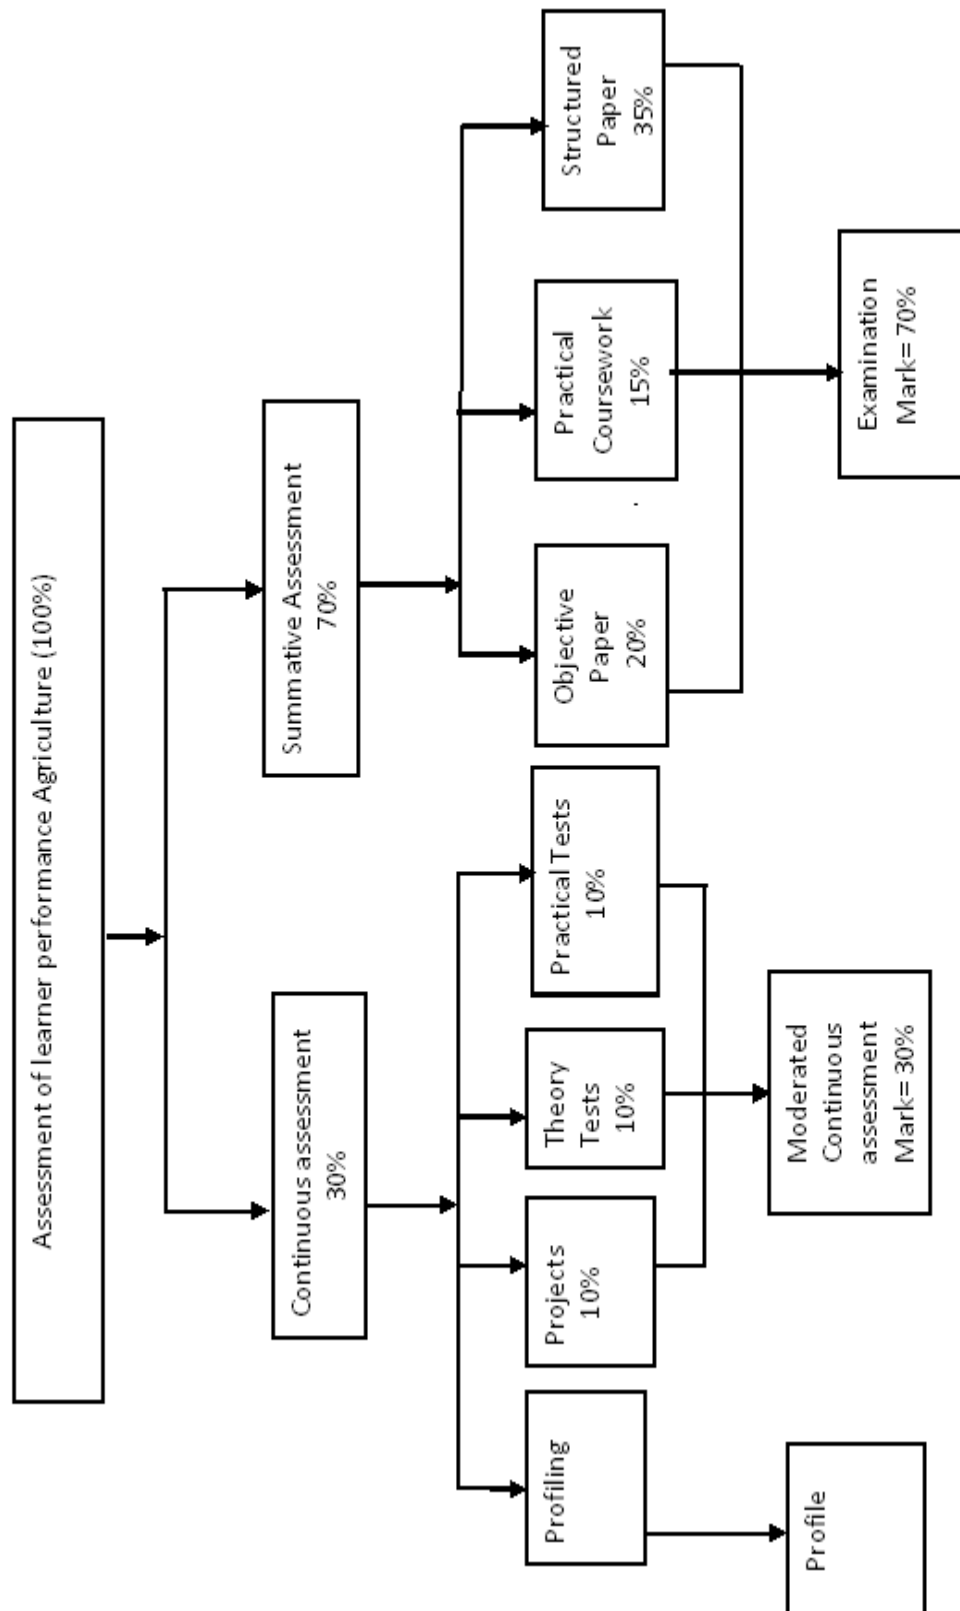 Assessment of learner performance Agriculture (100%)
Continuous assessment
30%
Summative Assessment
70%
Profiling
Projects
10%
Theory
Tests
10%
Practical Tests
10%
Objective
Paper
20%
Practical
Coursework
15%
Structured
Paper
35%
Profile
Moderated
Continuous
assessment
Mark= 30%
Examination
Mark= 70%